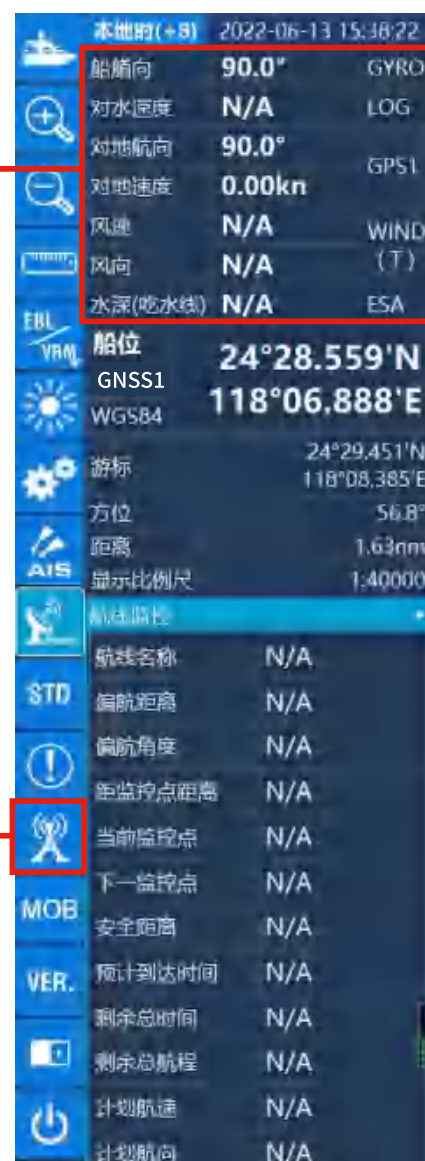 本地时(+8) 2022-06-13 15:38:22
船艏向 90.0° GYRO
对水速度 N/A LOG
对地航向 90.0°
GPS1
对地速度 0.00kn
风速 N/A WIND
风向 N/A (T)
水深(吃水线) N/A ESA
EBL
VRM
船位 24°28.559'N
GNSS1
118°06.888'E
WGS84
游标 24°29.451'N
118°08.385'E
方位 56.8°
距离 1.63nm
AIS
显示比例尺 1:40000
航线监控
航线名称 N/A
STD
偏航距离 N/A
偏航角度 N/A
距监控点距离 N/A
当前监控点 N/A
下一监控点 N/A
MOB
安全距离 N/A
VER.
预计到达时间 N/A
剩余总时间 N/A
剩余总航程 N/A
计划航速 N/A
计划航向 N/A